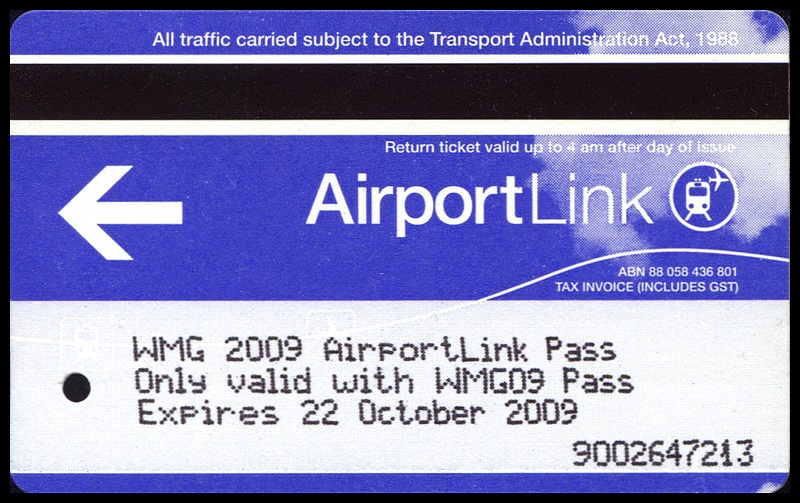 All traffic carried subject to the Transport Administration Act, 1988
Return ticket valid up to 4 am after day of issue
AirportLink
ABN 88 058 436 801
TAX INVOICE (INCLUDES GST)
WMG 2009 AirportLink Pass
Only valid with WMG09 Pass
Expires 22 October 2009
9002647213